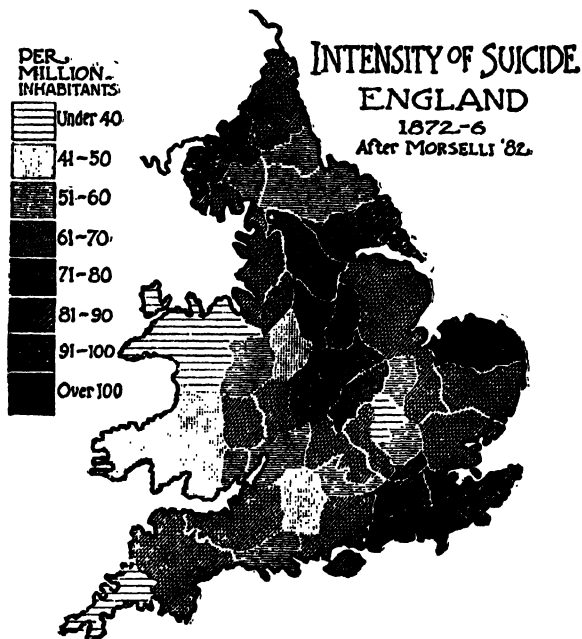 PER
MILLION
INHABITANTS
Under 40
41-50
51-60
61-70
71-80
81-90
91-100
Over 100
INTENSITY OF SUICIDE
ENGLAND
1872-6
After MORSELLI '82